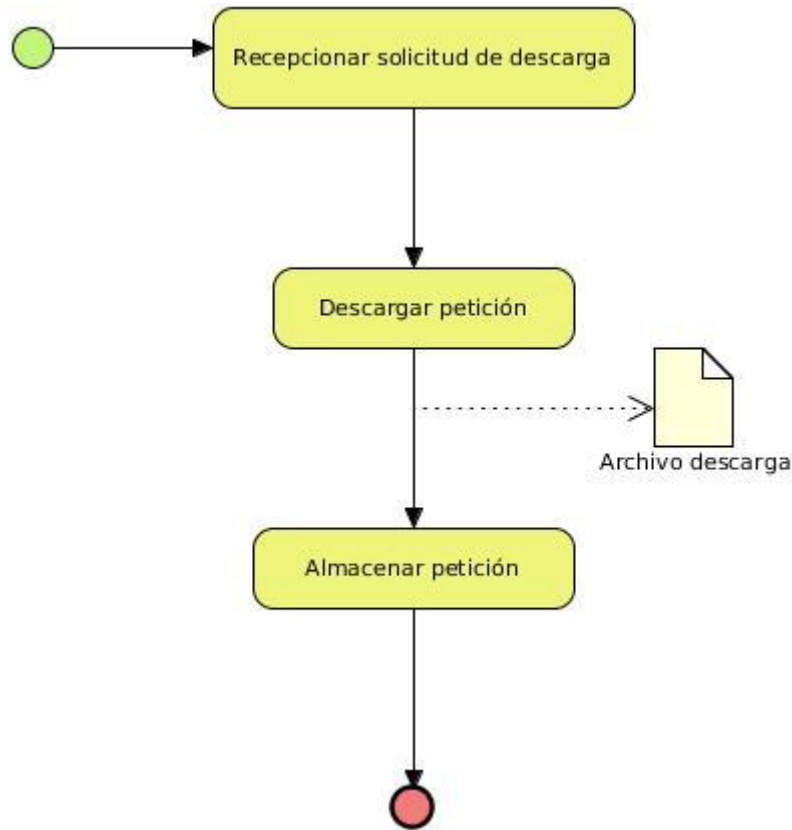 Recepcionar solicitud de descarga
Descargar petición
Archivo descarga
Almacenar petición